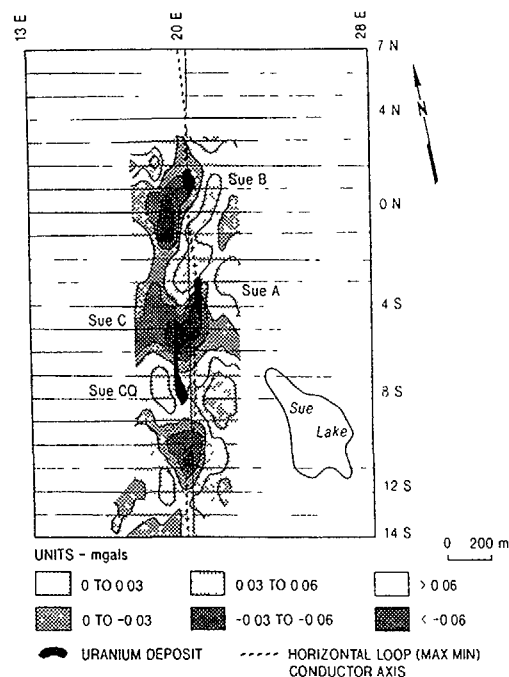 13 E
20 E
28 E
7 N
4 N
N
Sue B
0 N
Sue A
4 S
Sue C
Sue CQ
8 S
Sue
Lake
12 S
14 S
UNITS - mgals
0 200 m
0 TO 0 03
0 03 TO 0 06
> 0 06
0 TO -0 03
-0 03 TO -0 06
< -0 06
URANIUM DEPOSIT
HORIZONTAL LOOP (MAX MIN)
CONDUCTOR AXIS